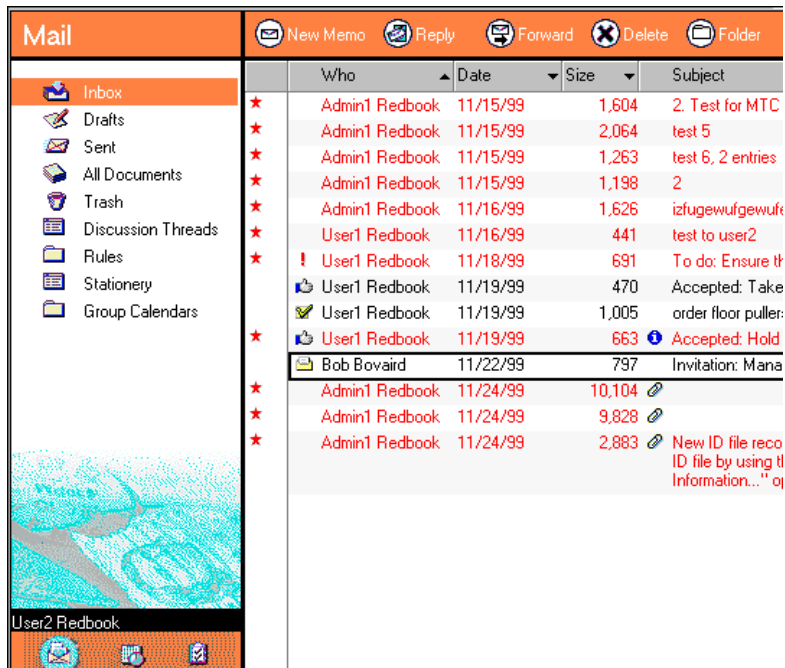 Mail
New Memo Reply Forward Delete Folder
Inbox
Drafts
Sent
All Documents
Trash
Discussion Threads
Rules
Stationery
Group Calendars
User2 Redbook
Who Date Size Subject
Admin1 Redbook 11/15/99 1,604 2. Test for MTC
Admin1 Redbook 11/15/99 2,064 test 5
Admin1 Redbook 11/15/99 1,263 test 6, 2 entries
Admin1 Redbook 11/15/99 1,198 2
Admin1 Redbook 11/16/99 1,626 izfugewufgewufe
User1 Redbook 11/16/99 441 test to user2
! User1 Redbook 11/18/99 691 To do: Ensure th
User1 Redbook 11/19/99 470 Accepted: Take
User1 Redbook 11/19/99 1,005 order floor puller
User1 Redbook 11/19/99 663 Accepted: Hold
Bob Bovaird 11/22/99 797 Invitation: Mana
Admin1 Redbook 11/24/99 10,104
Admin1 Redbook 11/24/99 9,828
Admin1 Redbook 11/24/99 2,883 New ID file reco
ID file by using t
Information..." o